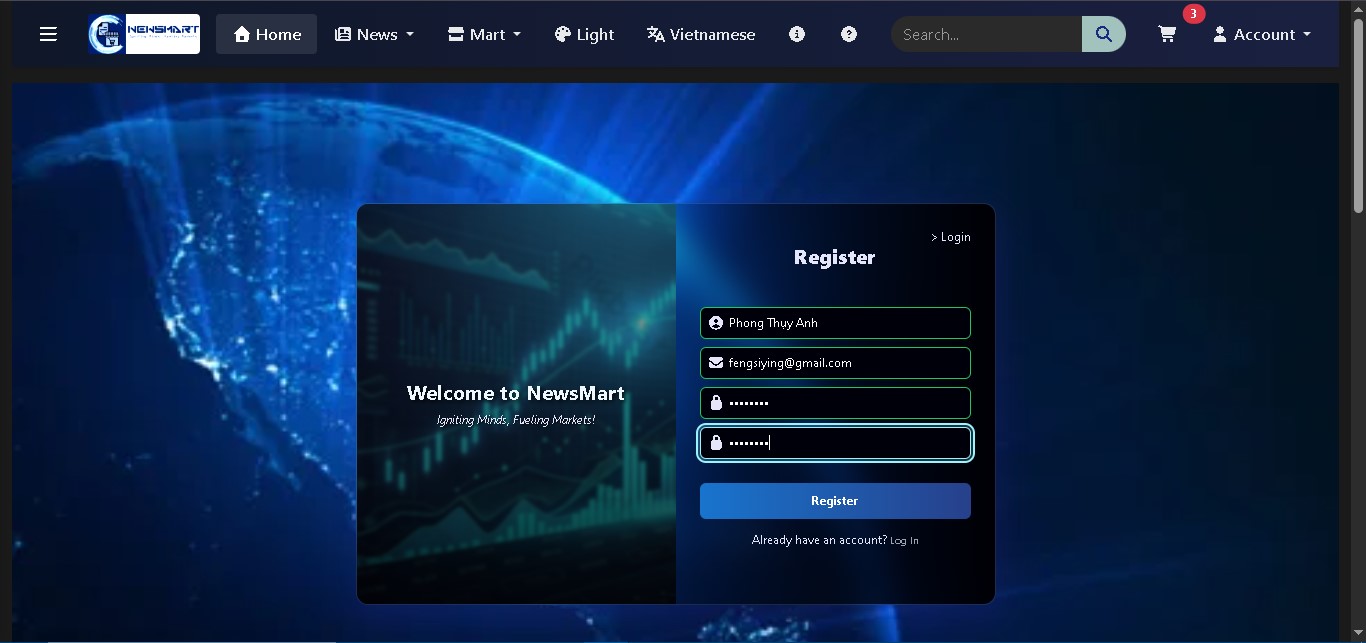 NEWSMART
Home
News
Mart
Light
Vietnamese
Search...
3
Account
> Login
Register
Phong Thụy Anh
fengsiying@gmail.com
••••••••
••••••••
Welcome to NewsMart
Igniting Minds, Fueling Markets!
Register
Already have an account? Log In